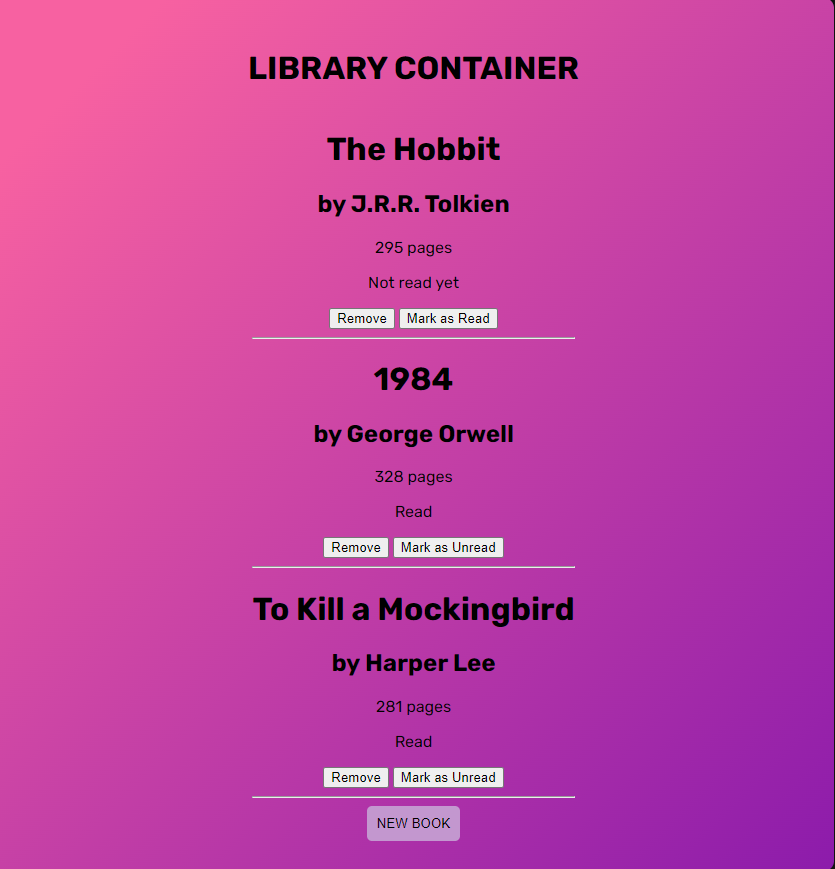 LIBRARY CONTAINER
The Hobbit
by J.R.R. Tolkien
295 pages
Not read yet
Remove Mark as Read
1984
by George Orwell
328 pages
Read
Remove Mark as Unread
To Kill a Mockingbird
by Harper Lee
281 pages
Read
Remove Mark as Unread
NEW BOOK